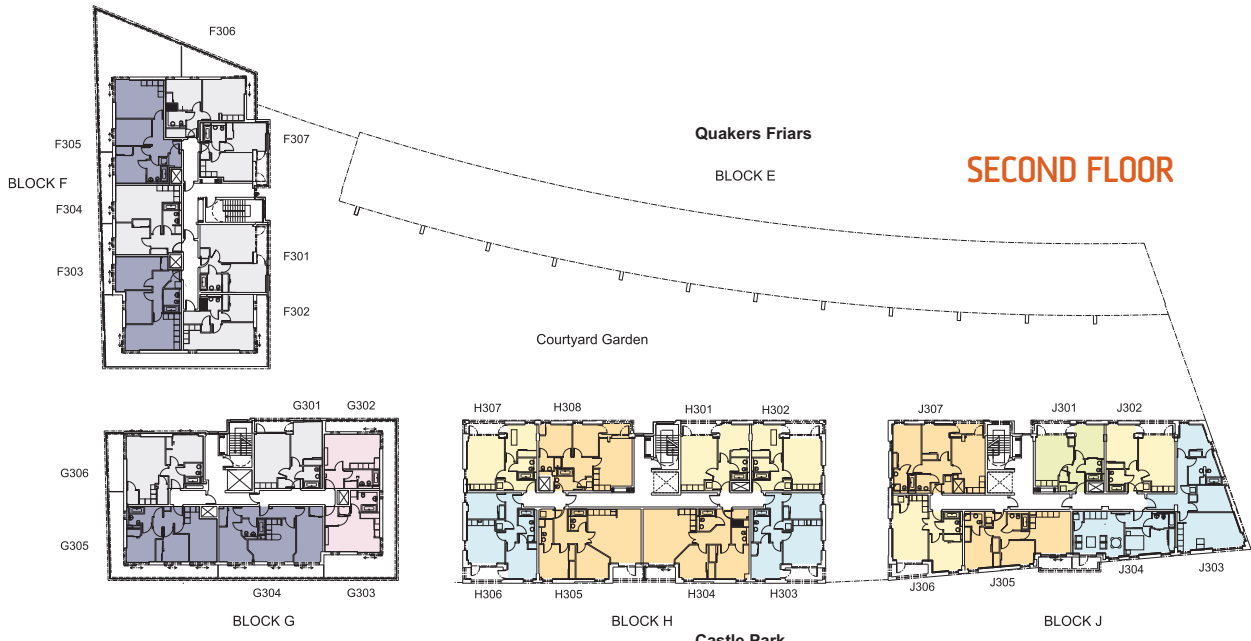 F306
Quakers Friars
F307
F305
SECOND FLOOR
BLOCK E
BLOCK F
F304
F301
F303
F302
Courtyard Garden
G301
G302
H307
H308
H301
H302
J307
J301
J302
G306
G305
G304
G303
H306
H305
H304
H303
J306
J305
J304
J303
BLOCK G
BLOCK H
BLOCK J
Castle Park